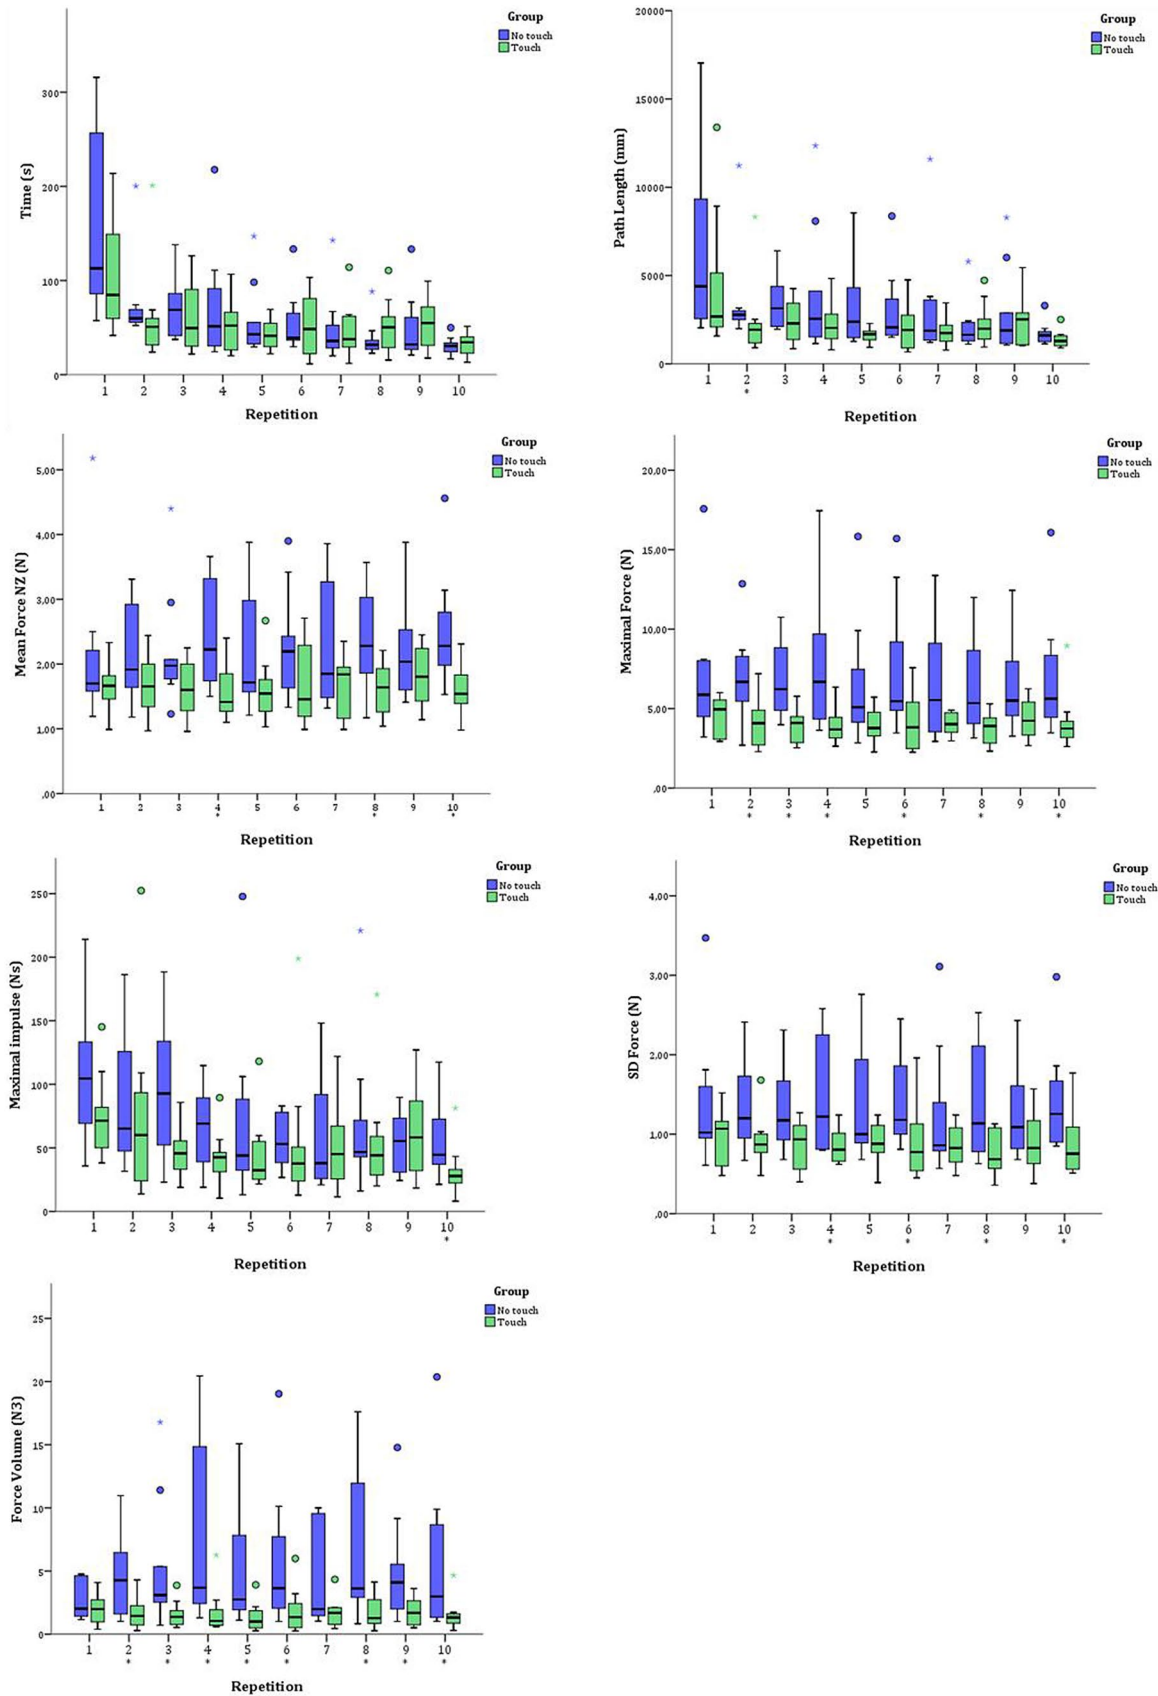 Group
No touch
Touch
Time (s)
300
200
100
0
1 2 3 4 5 6 7 8 9 10
Repetition
Group
No touch
Touch
Path Length (mm)
20000
15000
10000
5000
0
1 2 3 4 5 6 7 8 9 10
*
Repetition
Group
No touch
Touch
Mean Force NZ (N)
5,00
4,00
3,00
2,00
1,00
,00
1 2 3 4 5 6 7 8 9 10
* * *
Repetition
Group
No touch
Touch
Maximal Force (N)
20,00
15,00
10,00
5,00
,00
1 2 3 4 5 6 7 8 9 10
* * * * * *
Repetition
Group
No touch
Touch
Maximal impulse (Ns)
250
200
150
100
50
0
1 2 3 4 5 6 7 8 9 10
*
Repetition
Group
No touch
Touch
SD Force (N)
4,00
3,00
2,00
1,00
,00
1 2 3 4 5 6 7 8 9 10
* * * *
Repetition
Group
No touch
Touch
Force Volume (N3)
25
20
15
10
5
0
1 2 3 4 5 6 7 8 9 10
* * * * * * * *
Repetition